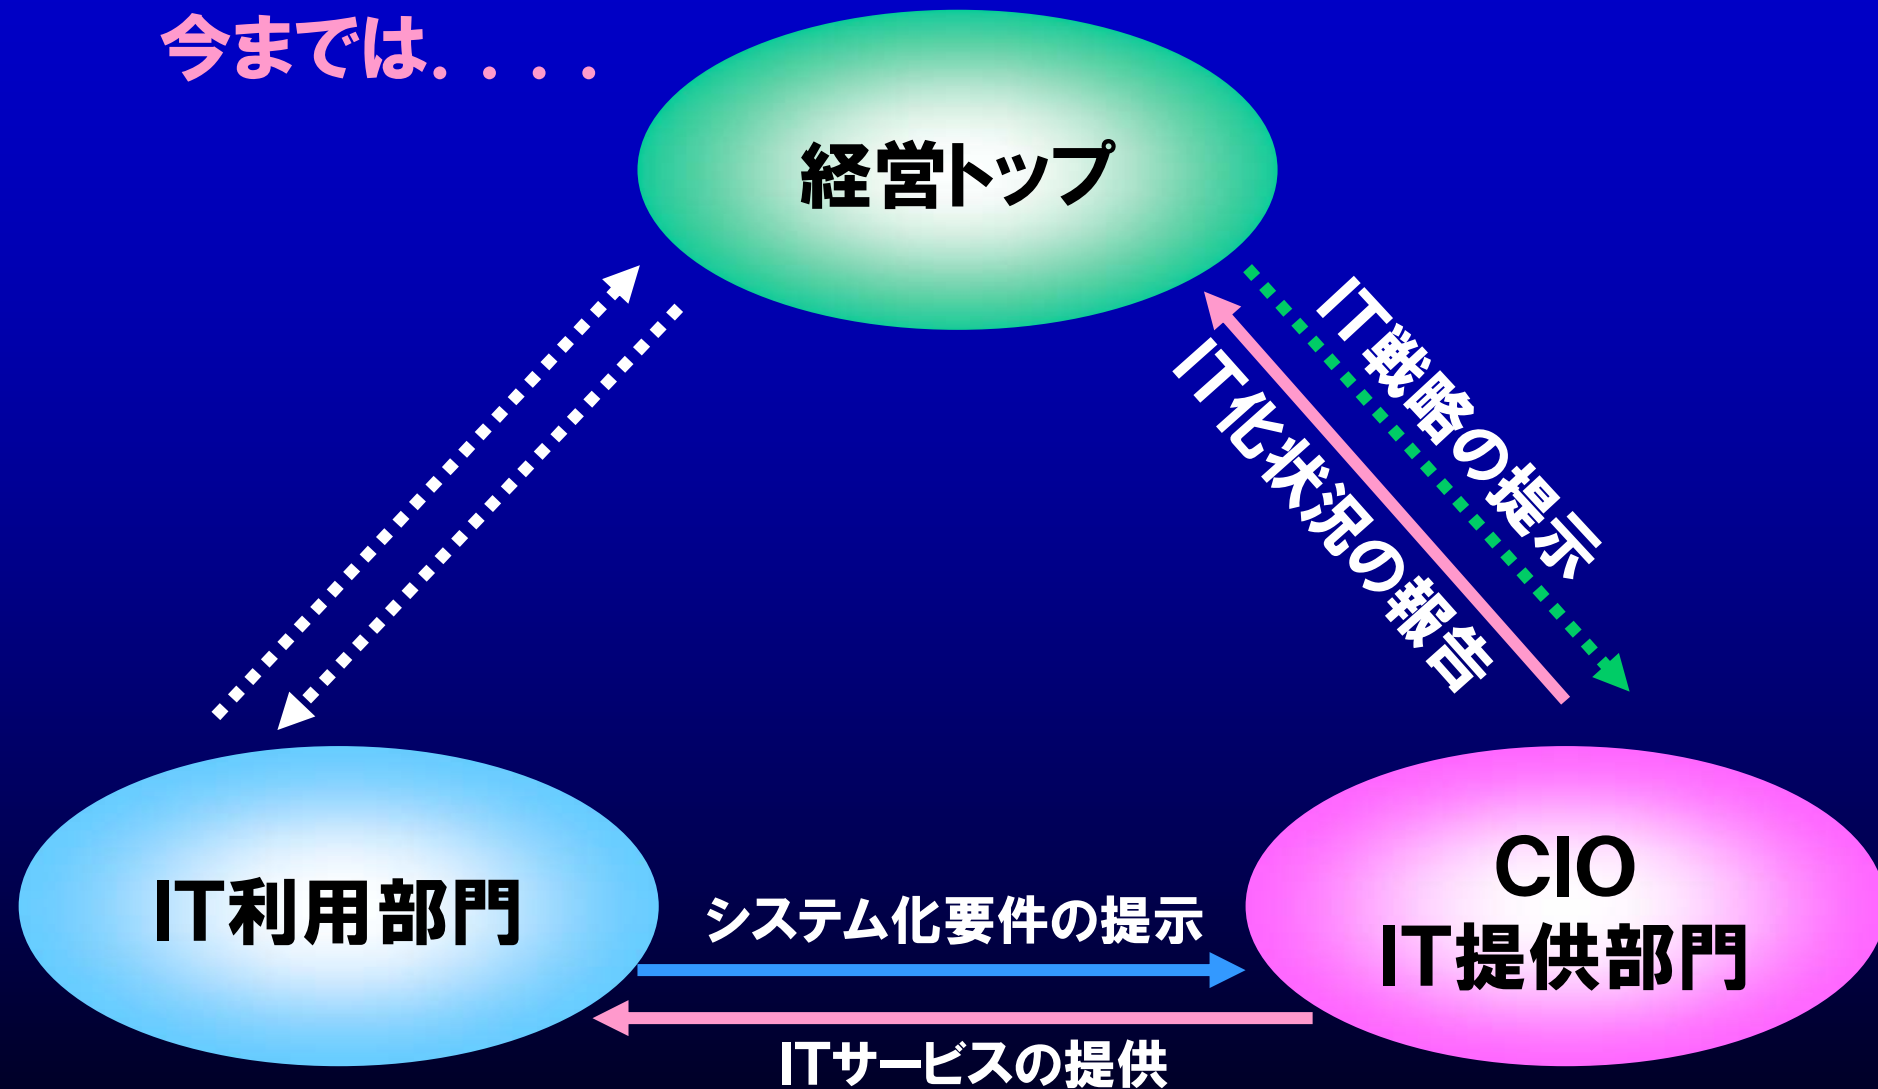 今までは．．．．
経営トップ
IT戦略の提示
IT化状況の報告
IT利用部門
システム化要件の提示
CIO
IT提供部門
ITサービスの提供